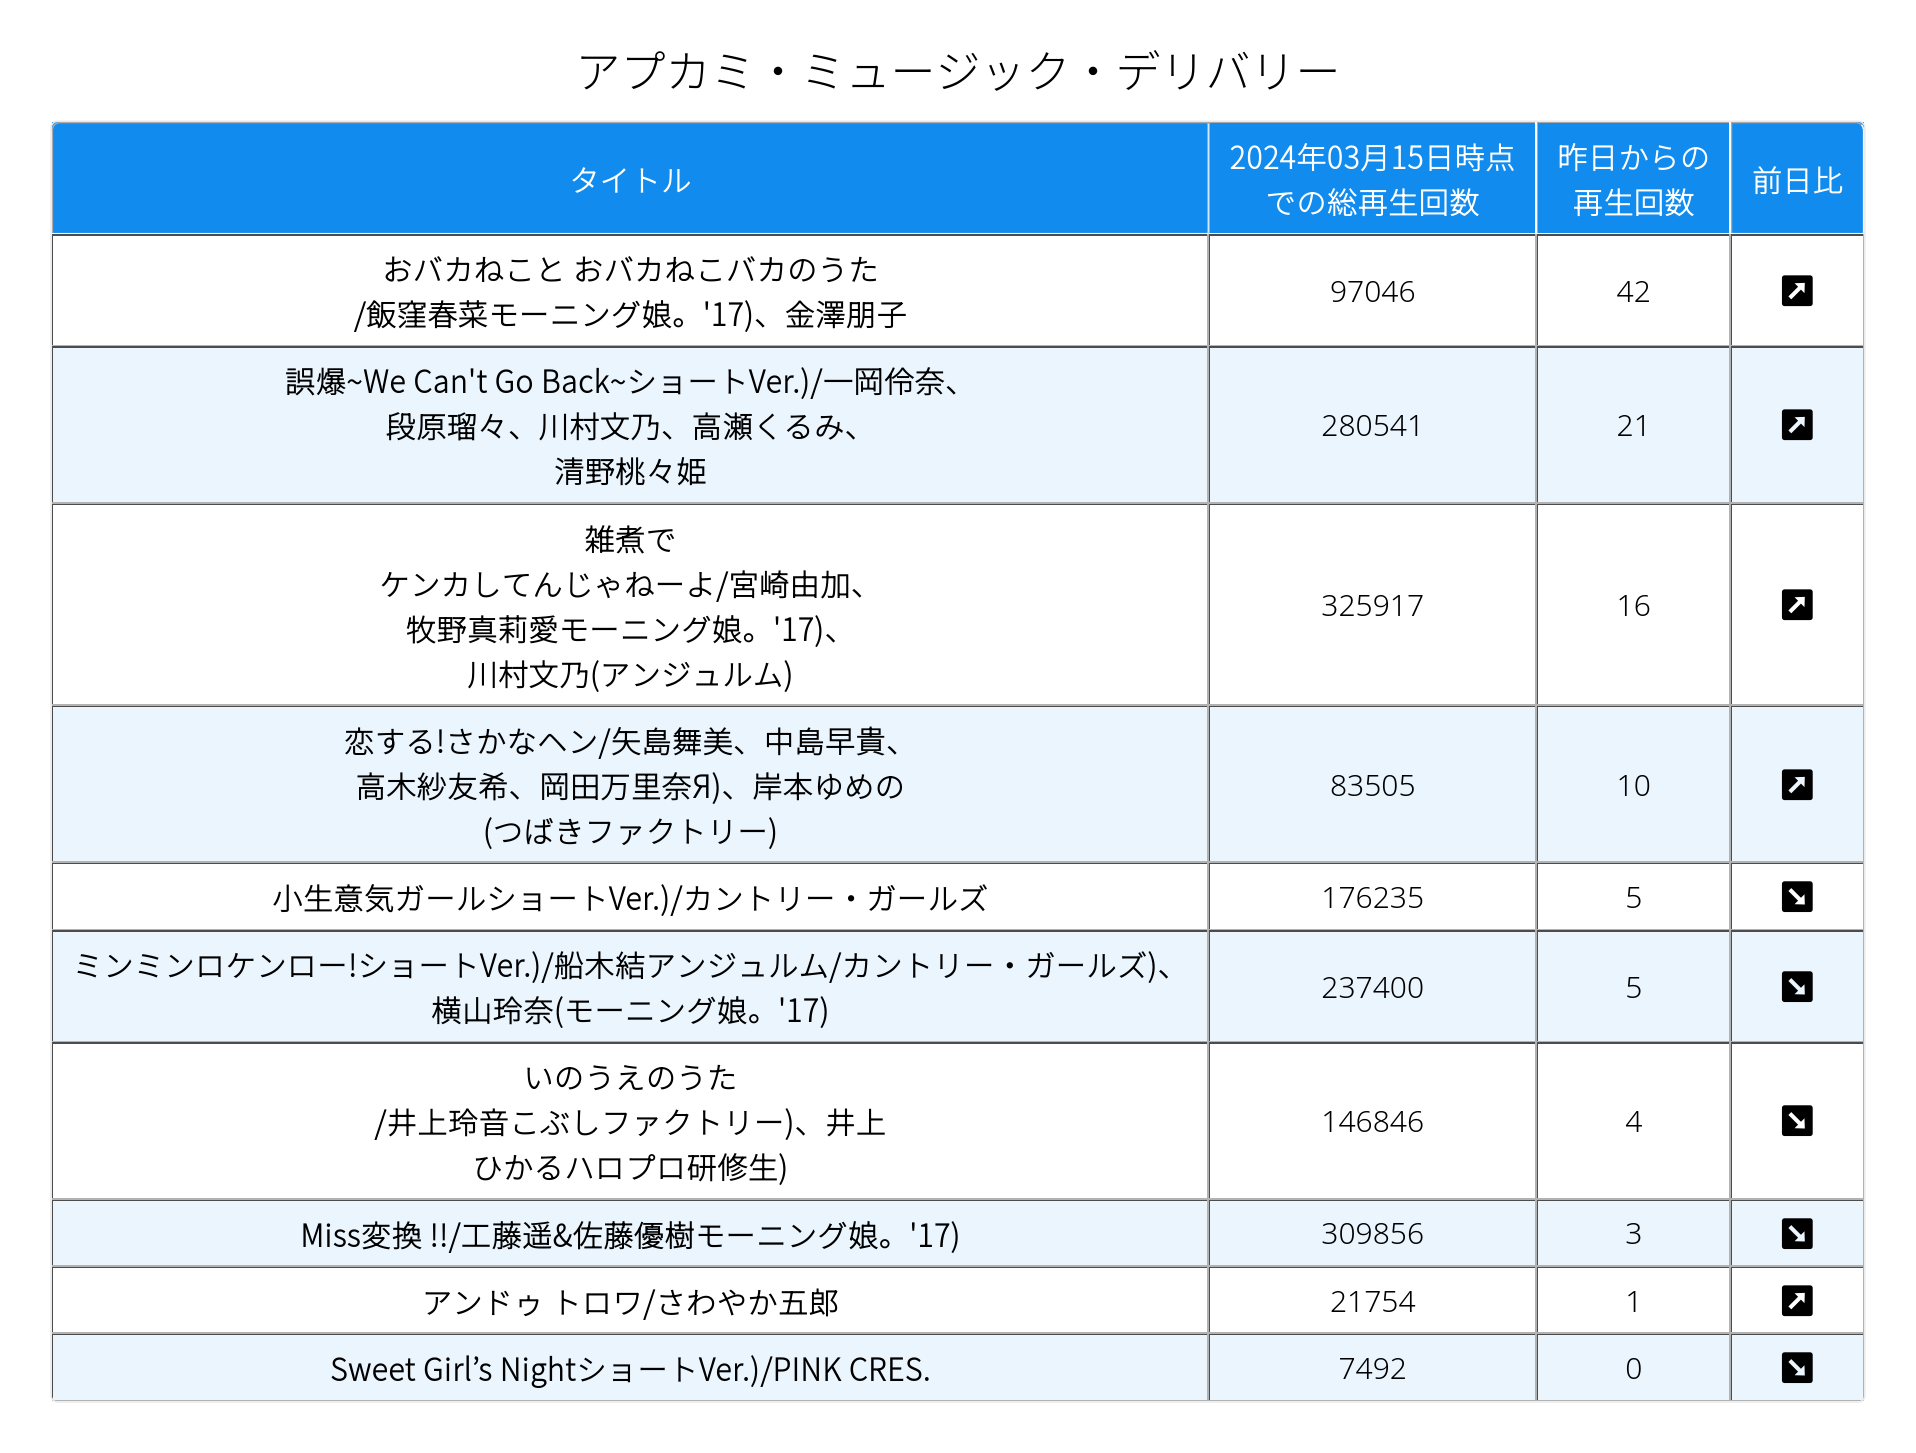 アプカミ・ミュージック・デリバリー
タイトル
2024年03月15日時点
での総再生回数
昨日からの
再生回数
前日比
おバカねこと おバカねこバカのうた
/飯窪春菜モーニング娘。'17)、金澤朋子
97046
42
誤爆~We Can't Go Back~ショートVer.)/一岡伶奈、
段原瑠々、川村文乃、高瀬くるみ、
清野桃々姫
280541
21
雑煮で
ケンカしてんじゃねーよ/宮崎由加、
牧野真莉愛モーニング娘。'17)、
川村文乃(アンジュルム)
325917
16
恋する!さかなヘン/矢島舞美、中島早貴、
高木紗友希、岡田万里奈Я)、岸本ゆめの
(つばきファクトリー)
83505
10
小生意気ガールショートVer.)/カントリー・ガールズ
176235
5
ミンミンロケンロー!ショートVer.)/船木結アンジュルム/カントリー・ガールズ)、
横山玲奈(モーニング娘。'17)
237400
5
いのうえのうた
/井上玲音こぶしファクトリー)、井上
ひかるハロプロ研修生)
146846
4
Miss変換 !!/工藤遥&佐藤優樹モーニング娘。'17)
309856
3
アンドゥ トロワ/さわやか五郎
21754
1
Sweet Girl’s NightショートVer.)/PINK CRES.
7492
0